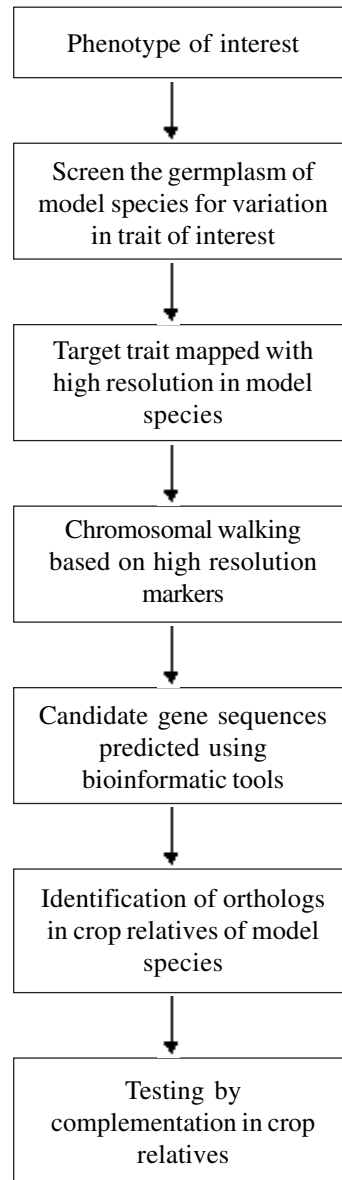 Phenotype of interest
Screen the germplasm of
model species for variation
in trait of interest
Target trait mapped with
high resolution in model
species
Chromosomal walking
based on high resolution
markers
Candidate gene sequences
predicted using
bioinformatic tools
Identification of orthologs
in crop relatives of model
species
Testing by
complementation in crop
relatives